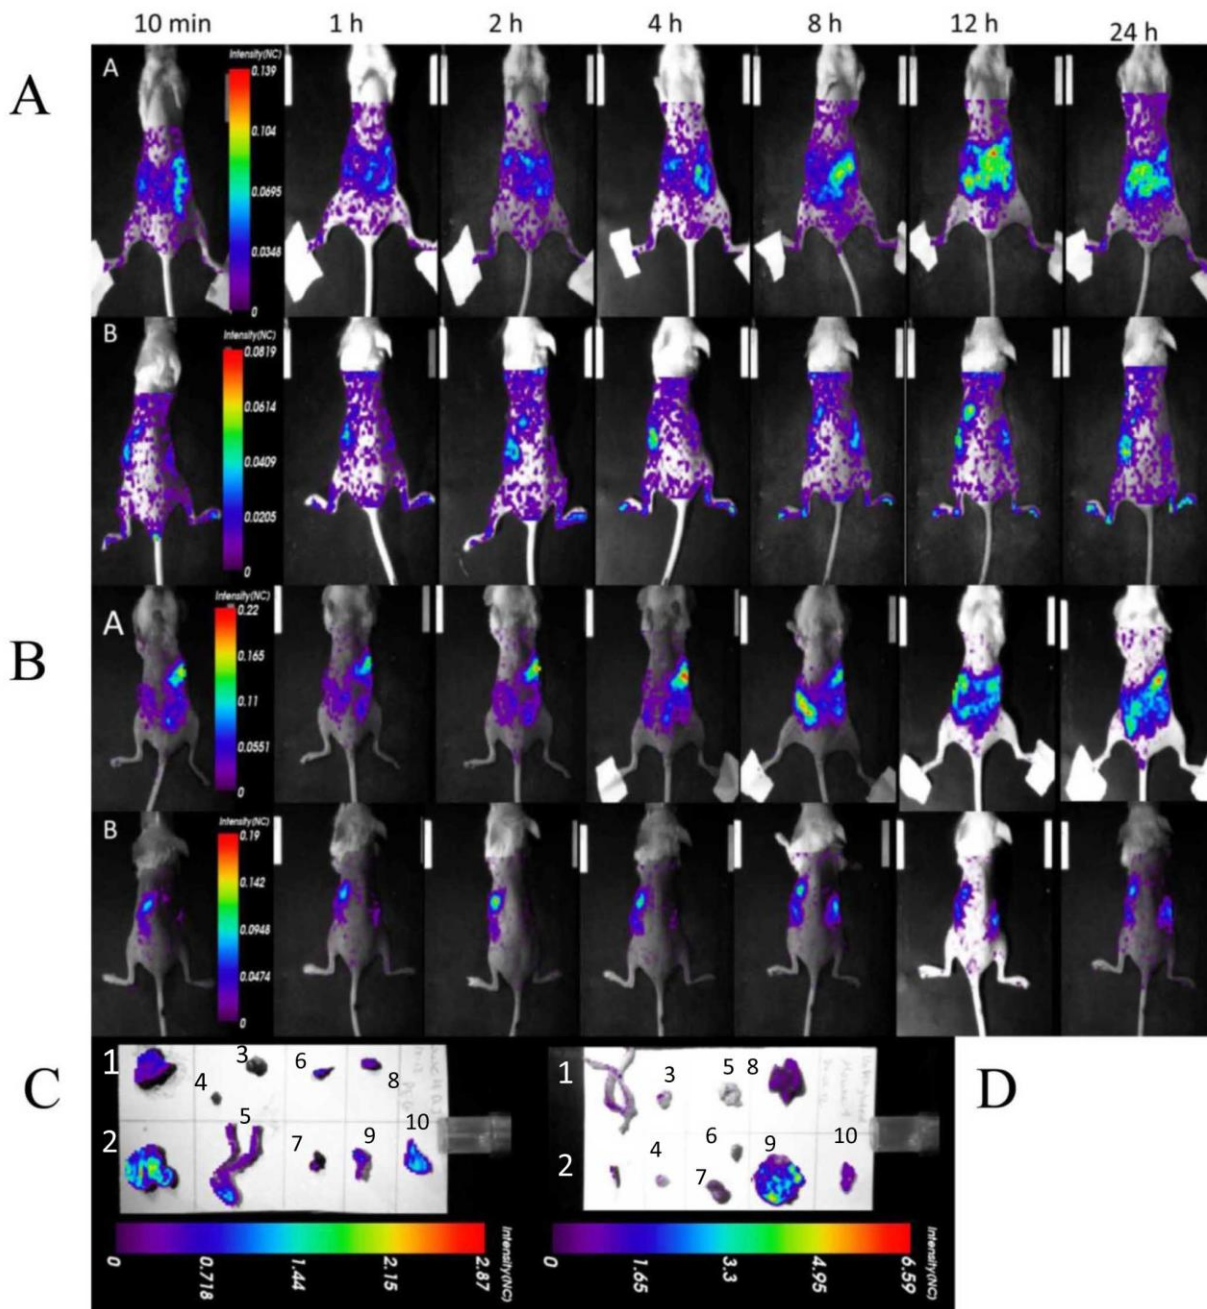 10 min 1 h 2 h 4 h 8 h 12 h 24 h
A
A
Intensity(NC)
0.139
0.104
0.0695
0.0348
0
B
Intensity(NC)
0.0819
0.0614
0.0409
0.0205
0
B
A
Intensity(NC)
0.22
0.165
0.11
0.0551
0
B
Intensity(NC)
0.19
0.142
0.0948
0.0474
0
C
1 3 6 8
4
5
2 7 9 10
0 0.718 1.44 2.15 2.87
Intensity(NC)
D
1 3 5 8
2 4 6 7 9 10
0 1.65 3.3 4.95 6.59
Intensity(NC)